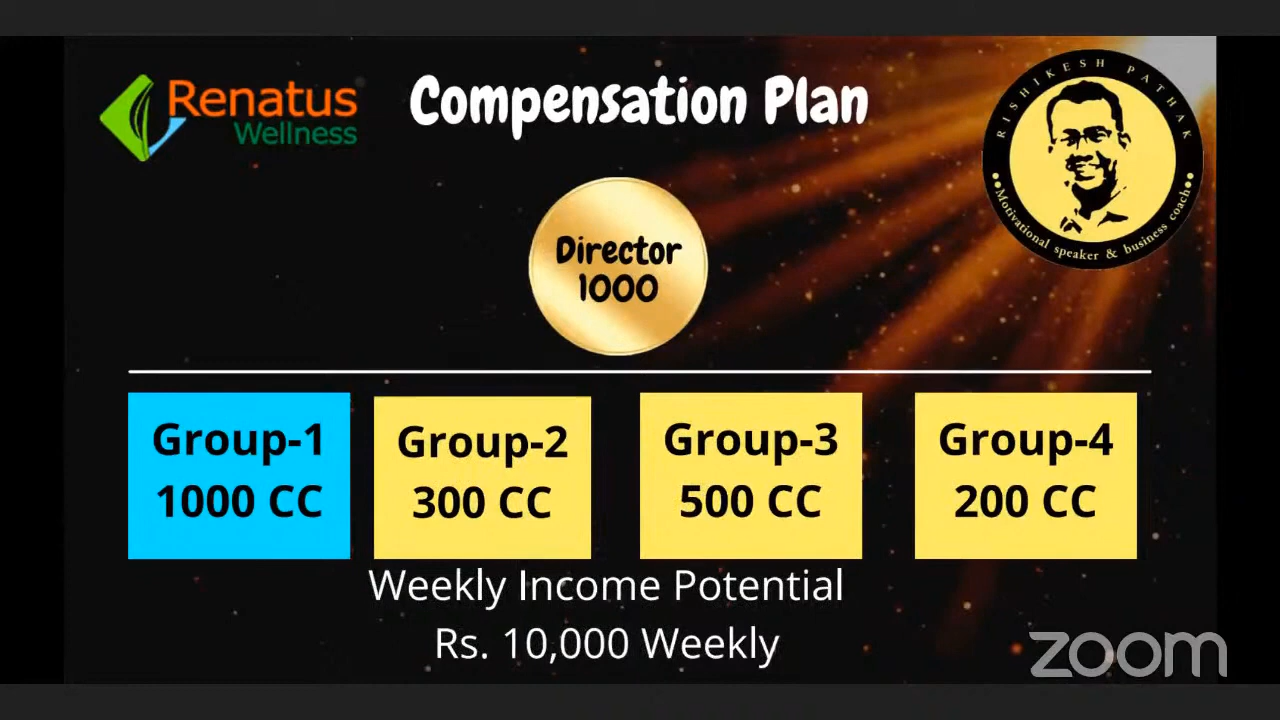 Renatus
Wellness
Compensation Plan
RISHIKESH PATHAK
Motivational speaker & business coach
Director
1000
Group-1
1000 CC
Group-2
300 CC
Group-3
500 CC
Group-4
200 CC
Weekly Income Potential
Rs. 10,000 Weekly
zoom